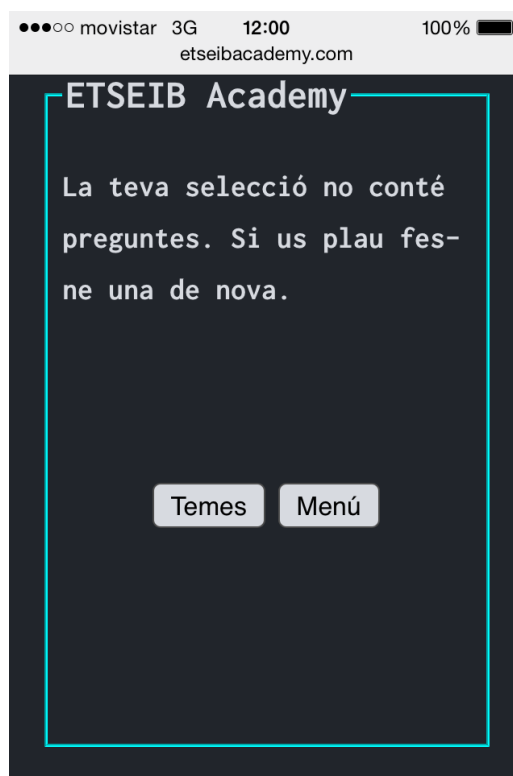 movistar 3G 12:00 100%
etseibacademy.com
ETSEIB Academy
La teva selecció no conté
preguntes. Si us plau fes-
ne una de nova.
Temes Menú